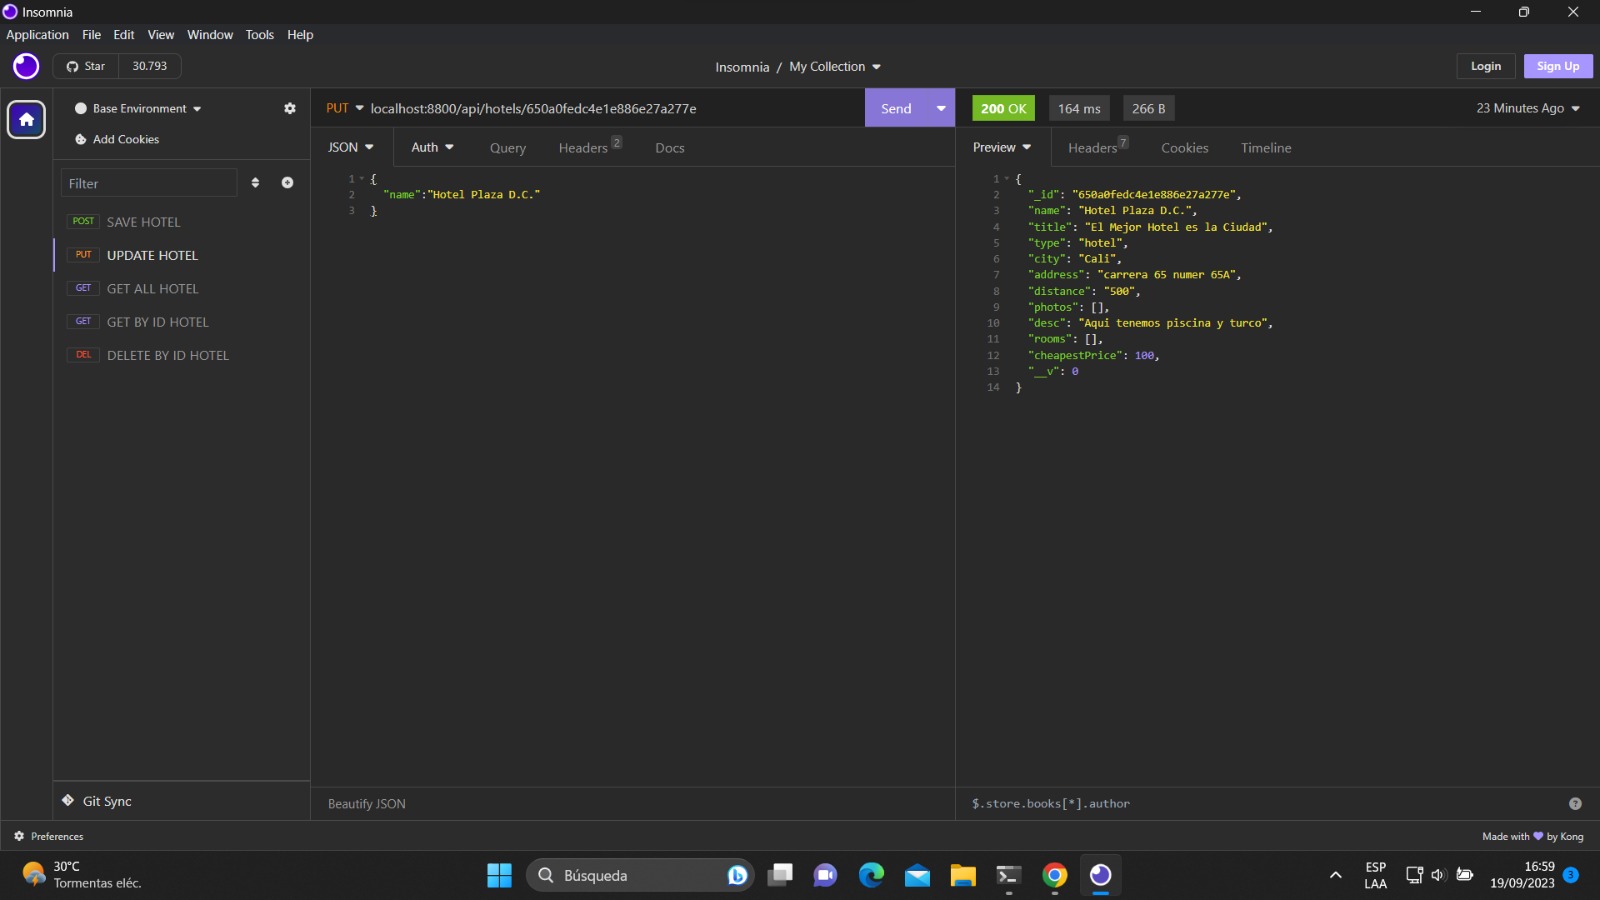 Insomnia
Application File Edit View Window Tools Help
Star 30.793
Insomnia / My Collection
Login Sign Up
Base Environment
Add Cookies
Filter
POST SAVE HOTEL
PUT UPDATE HOTEL
GET GET ALL HOTEL
GET GET BY ID HOTEL
DEL DELETE BY ID HOTEL
Git Sync
Preferences
PUT localhost:8800/api/hotels/650a0fedc4e1e886e27a277e
Send
JSON Auth Query Headers 2 Docs
1 {
2 "name":"Hotel Plaza D.C."
3 }
Beautify JSON
200 OK 164 ms 266 B 23 Minutes Ago
Preview Headers 7 Cookies Timeline
1 {
2 "_id": "650a0fedc4e1e886e27a277e",
3 "name": "Hotel Plaza D.C.",
4 "title": "El Mejor Hotel es la Ciudad",
5 "type": "hotel",
6 "city": "Cali",
7 "address": "carrera 65 numer 65A",
8 "distance": "500",
9 "photos": [],
10 "desc": "Aqui tenemos piscina y turco",
11 "rooms": [],
12 "cheapestPrice": 100,
13 "__v": 0
14 }
$.store.books[*].author
?
Made with 💜 by Kong
30°C
Tormentas eléc.
Búsqueda
ESP
LAA
16:59
19/09/2023
3